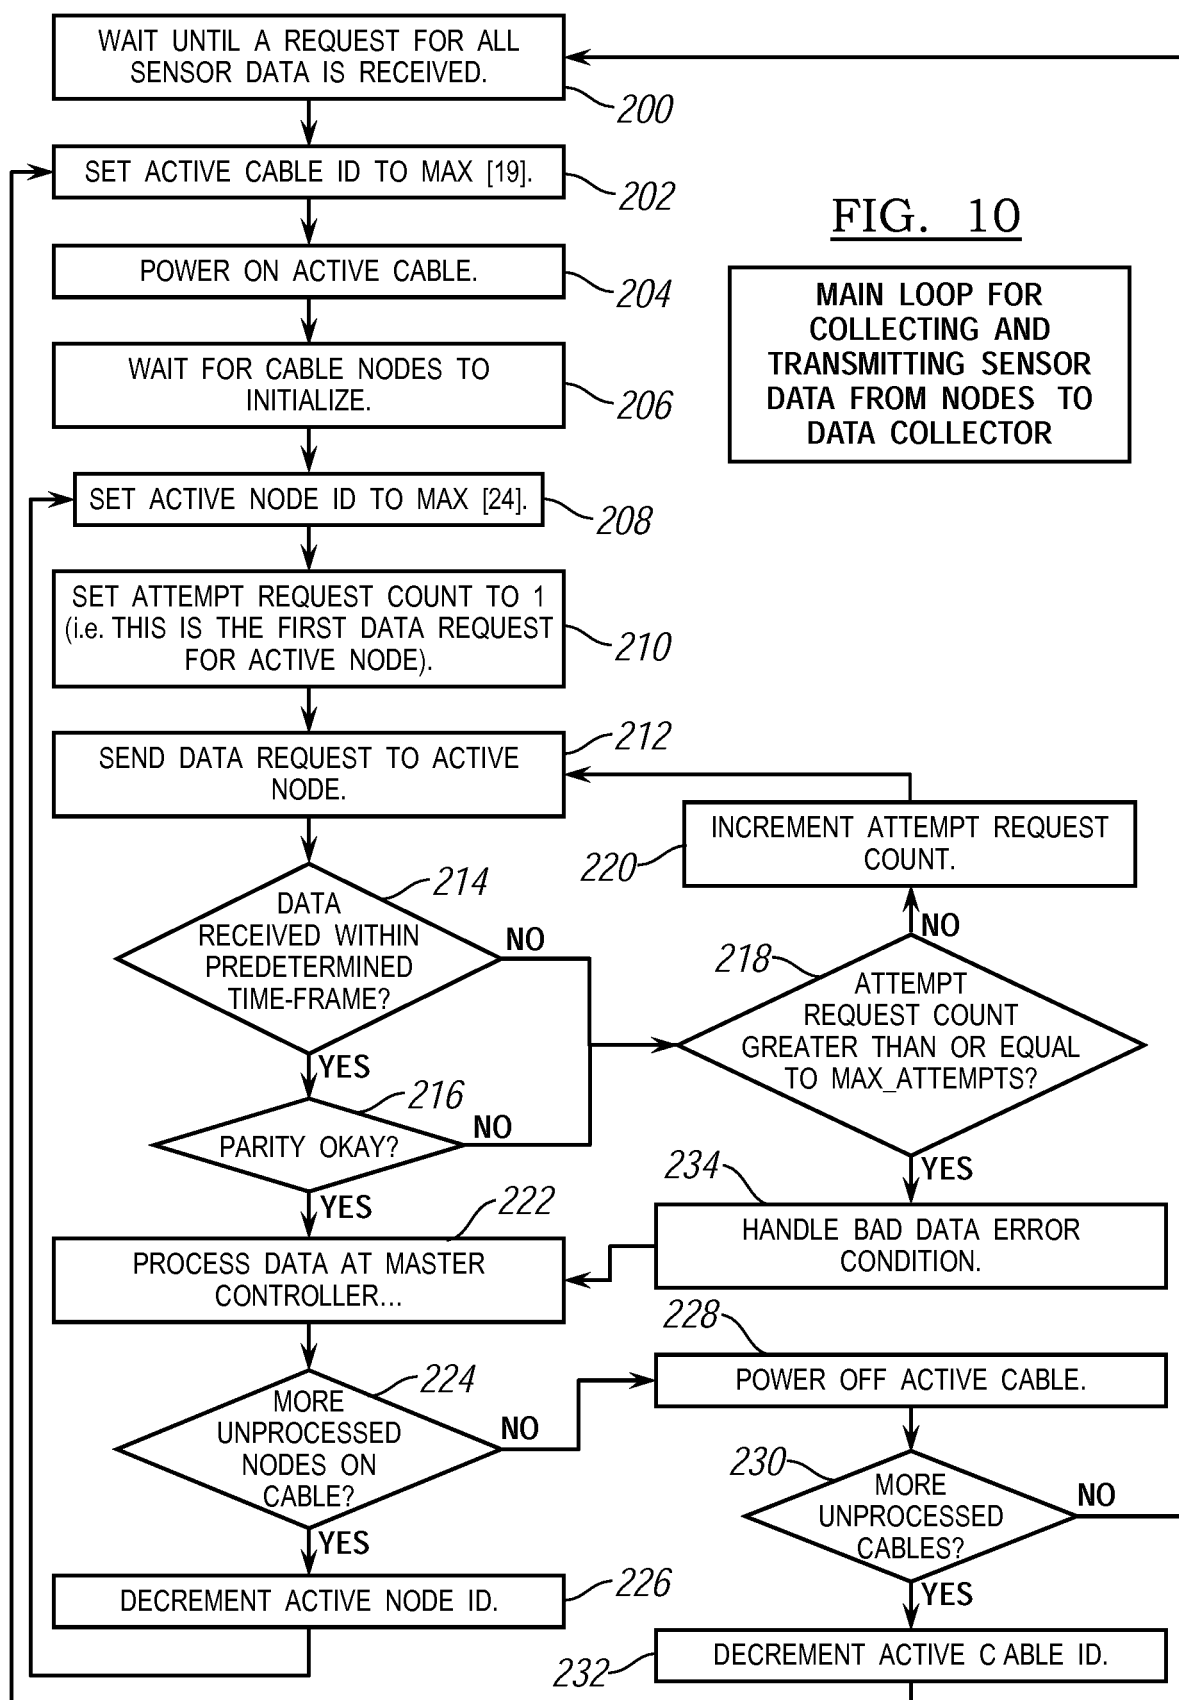 WAIT UNTIL A REQUEST FOR ALL
SENSOR DATA IS RECEIVED.
200
SET ACTIVE CABLE ID TO MAX [19].
202
FIG. 10
POWER ON ACTIVE CABLE.
204
MAIN LOOP FOR
COLLECTING AND
TRANSMITTING SENSOR
DATA FROM NODES TO
DATA COLLECTOR
WAIT FOR CABLE NODES TO
INITIALIZE.
206
SET ACTIVE NODE ID TO MAX [24].
208
SET ATTEMPT REQUEST COUNT TO 1
(i.e. THIS IS THE FIRST DATA REQUEST
FOR ACTIVE NODE).
210
212
SEND DATA REQUEST TO ACTIVE
NODE.
INCREMENT ATTEMPT REQUEST
COUNT.
220
214
DATA
RECEIVED WITHIN
PREDETERMINED
TIME-FRAME?
NO
YES
NO
218
ATTEMPT
REQUEST COUNT
GREATER THAN OR EQUAL
TO MAX_ATTEMPTS?
YES
216
PARITY OKAY?
NO
YES
234
HANDLE BAD DATA ERROR
CONDITION.
222
PROCESS DATA AT MASTER
CONTROLLER...
228
POWER OFF ACTIVE CABLE.
224
MORE
UNPROCESSED
NODES ON
CABLE?
NO
YES
230
MORE
UNPROCESSED
CABLES?
NO
YES
DECREMENT ACTIVE NODE ID.
226
DECREMENT ACTIVE C ABLE ID.
232